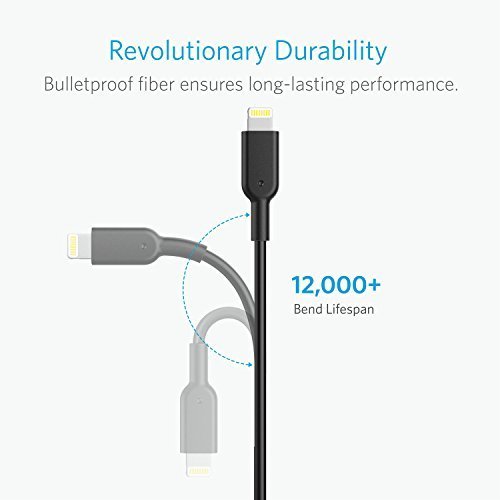 Revolutionary Durability
Bulletproof fiber ensures long-lasting performance.
12,000+
Bend Lifespan